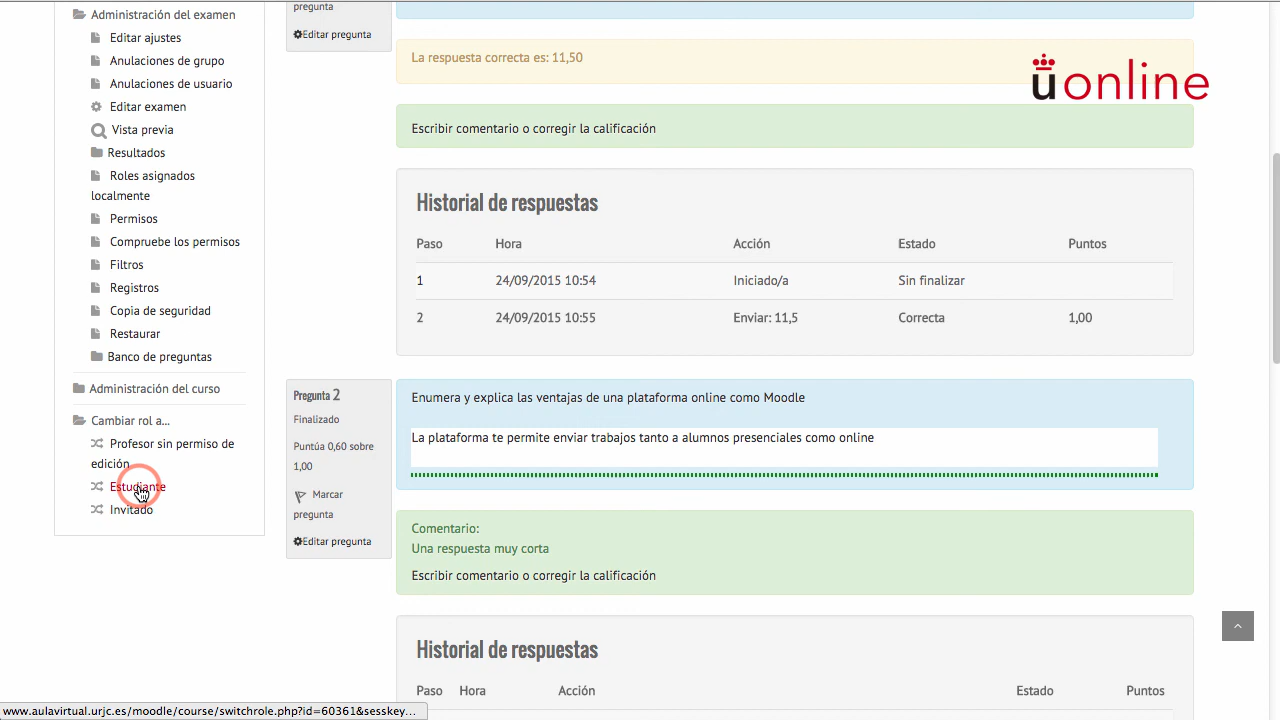 Administración del examen
Editar ajustes
Anulaciones de grupo
Anulaciones de usuario
Editar examen
Vista previa
Resultados
Roles asignados
localmente
Permisos
Compruebe los permisos
Filtros
Registros
Copia de seguridad
Restaurar
Banco de preguntas
Administración del curso
Cambiar rol a...
Profesor sin permiso de
edición
Estudiante
Invitado
pregunta
Editar pregunta
La respuesta correcta es: 11,50
uonline
Escribir comentario o corregir la calificación
Historial de respuestas
Paso Hora Acción Estado Puntos
1 24/09/2015 10:54 Iniciado/a Sin finalizar
2 24/09/2015 10:55 Enviar: 11,5 Correcta 1,00
Pregunta 2
Finalizado
Puntúa 0,60 sobre
1,00
Marcar
pregunta
Editar pregunta
Enumera y explica las ventajas de una plataforma online como Moodle
La plataforma te permite enviar trabajos tanto a alumnos presenciales como online
Comentario:
Una respuesta muy corta
Escribir comentario o corregir la calificación
Historial de respuestas
Paso Hora Acción Estado Puntos
www.aulavirtual.urjc.es/moodle/course/switchrole.php?id=60361&sesskey...